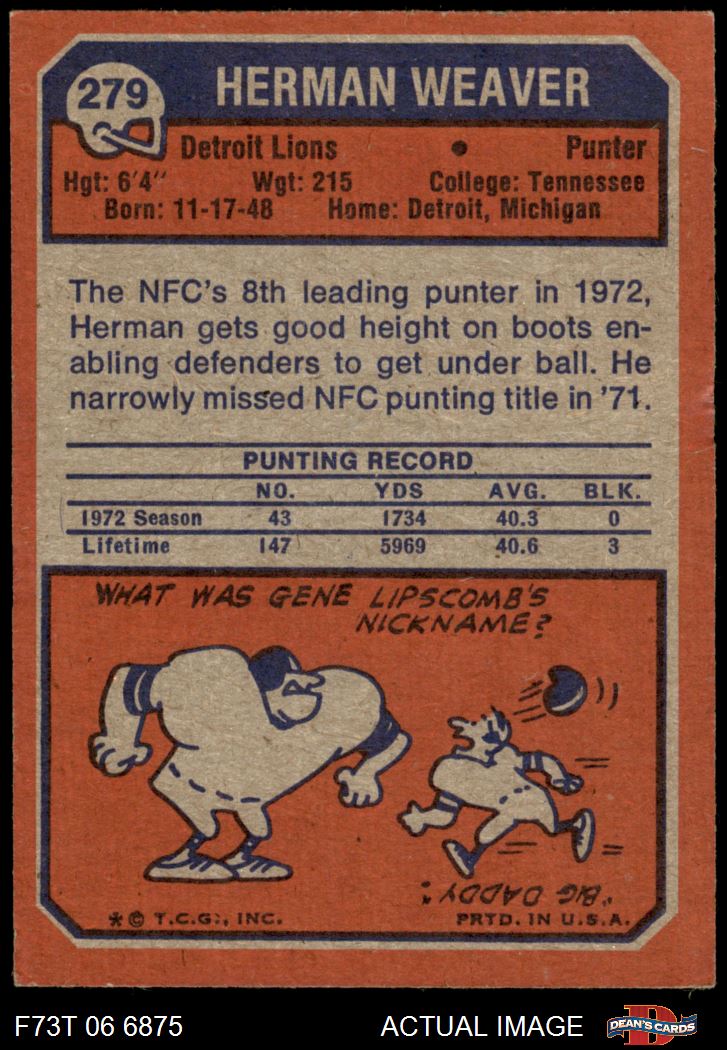 279
HERMAN WEAVER
Detroit Lions • Punter
Hgt: 6'4" Wgt: 215 College: Tennessee
Born: 11-17-48 Home: Detroit, Michigan
The NFC's 8th leading punter in 1972,
Herman gets good height on boots en-
abling defenders to get under ball. He
narrowly missed NFC punting title in '71.
PUNTING RECORD
NO. YDS AVG. BLK.
1972 Season 43 1734 40.3 0
Lifetime 147 5969 40.6 3
WHAT WAS GENE LIPSCOMB'S
NICKNAME?
"BIG DADDY"
* © T.C.G., INC. PRTD. IN U.S.A.
F73T 06 6875 ACTUAL IMAGE
D
DEAN'S CARDS